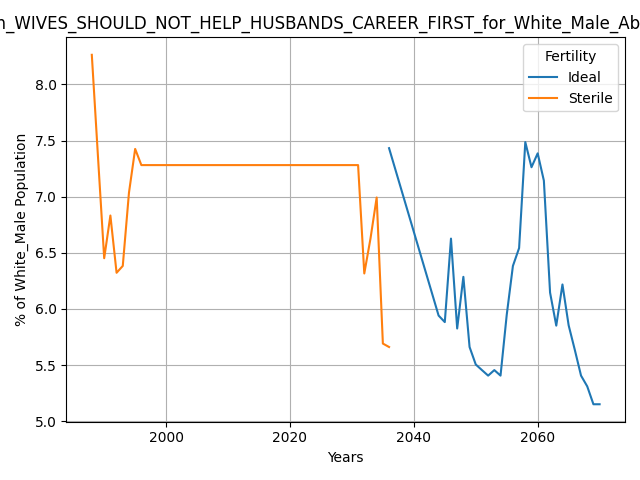 n_WIVES_SHOULD_NOT_HELP_HUSBANDS_CAREER_FIRST_for_White_Male_Ab
Fertility
Ideal
Sterile
8.0
7.5
7.0
6.5
6.0
5.5
5.0
% of White_Male Population
2000
2020
2040
2060
Years